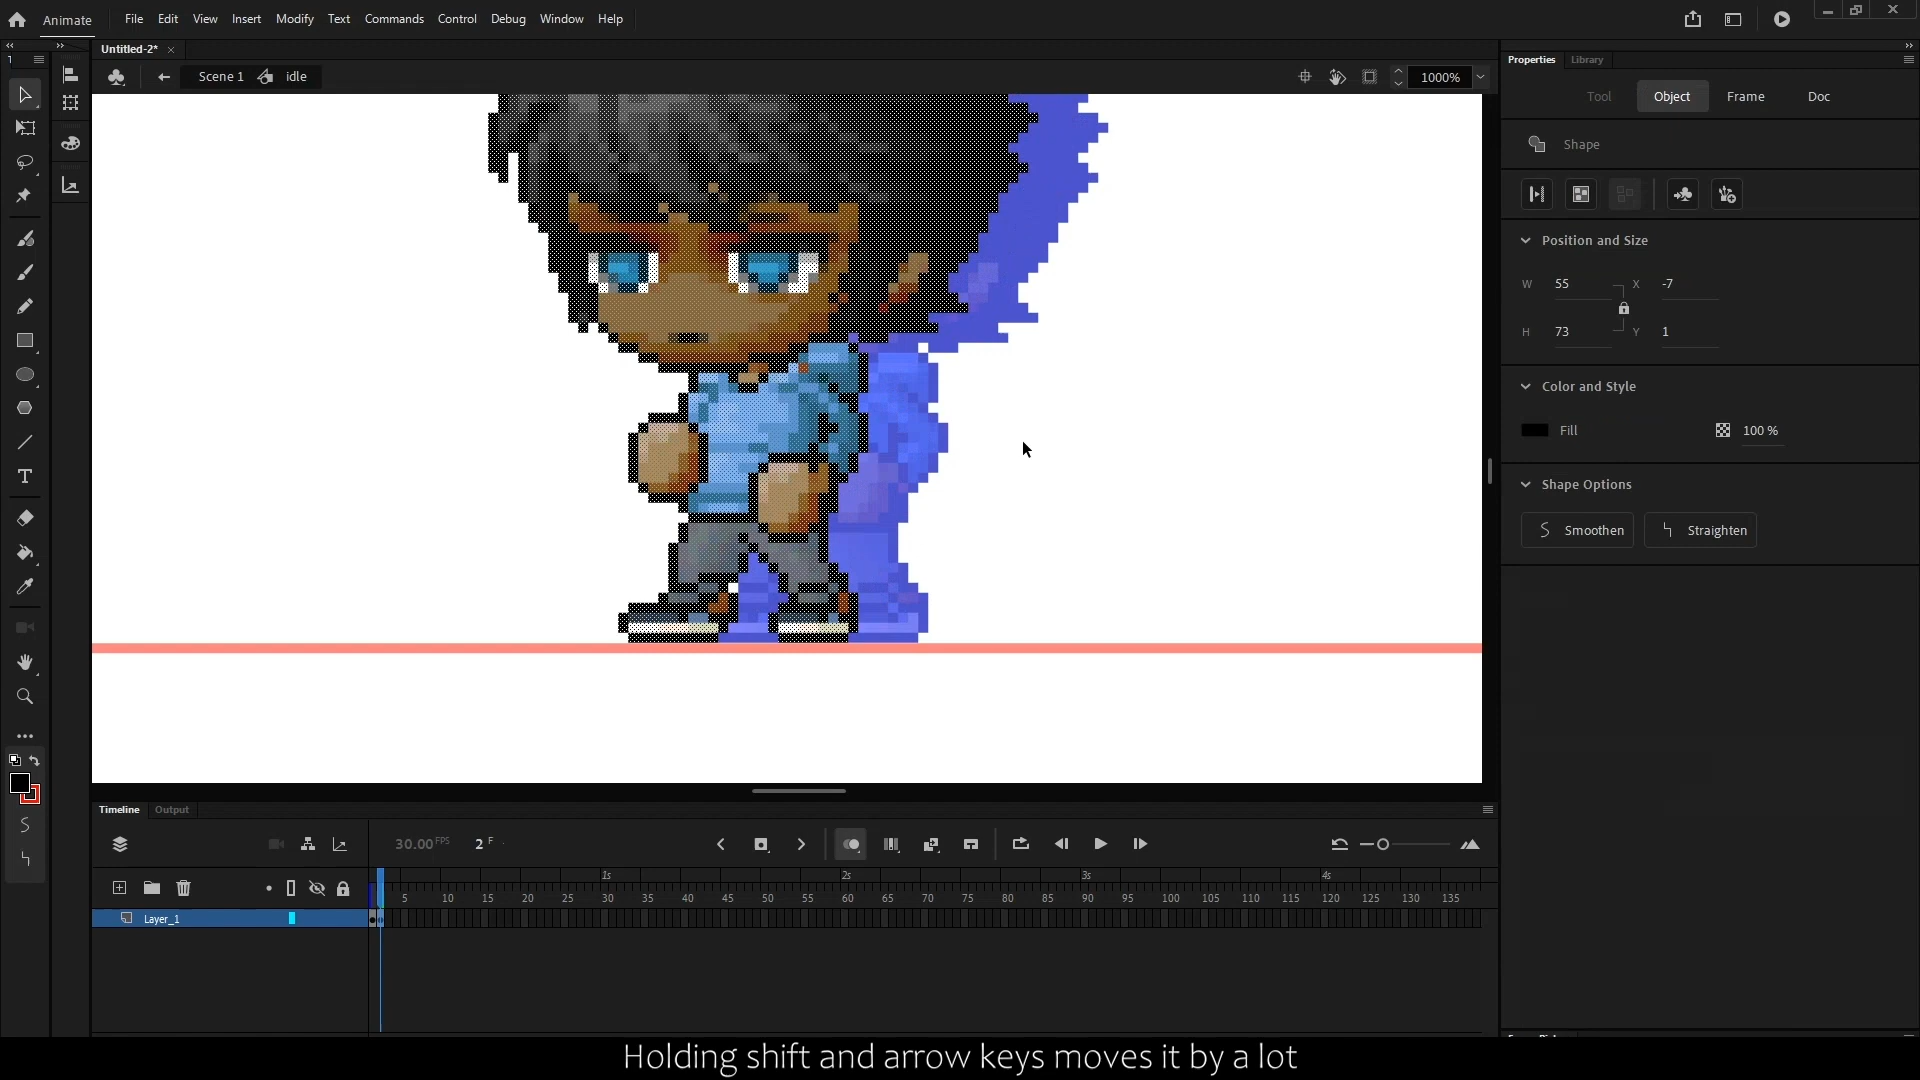 Animate File Edit View Insert Modify Text Commands Control Debug Window Help
Untitled-2*
Scene 1 idle 1000%
Properties Library
Tool Object Frame Doc
Shape
Position and Size
W 55 X -7
H 73 Y 1
Color and Style
Fill 100 %
Shape Options
Smoothen Straighten
Timeline Output
30.00 FPS 2 F
1s 2s 3s 4s
5 10 15 20 25 30 35 40 45 50 55 60 65 70 75 80 85 90 95 100 105 110 115 120 125 130 135
Layer_1
Holding shift and arrow keys moves it by a lot